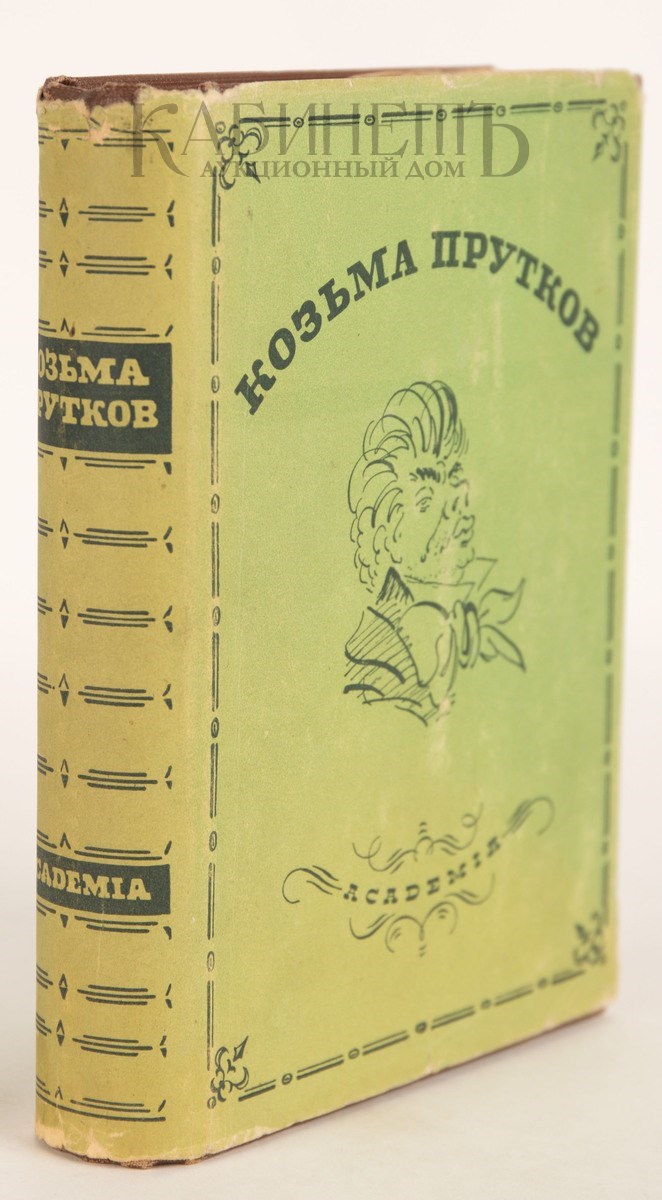 КАБИНЕТЪ
АУКЦИОННЫЙ ДОМ
КОЗЬМА ПРУТКОВ
ACADEMIA
ОЗЬМА
РУТКОВ
CADEMIA